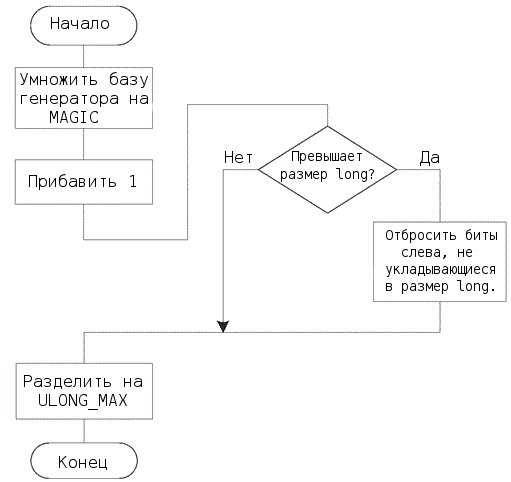 Начало
Умножить базу
генератора на
MAGIC
Прибавить 1
Нет
Превышает
размер long?
Да
Отбросить биты
слева, не
укладывающиеся
в размер long.
Разделить на
ULONG_MAX
Конец